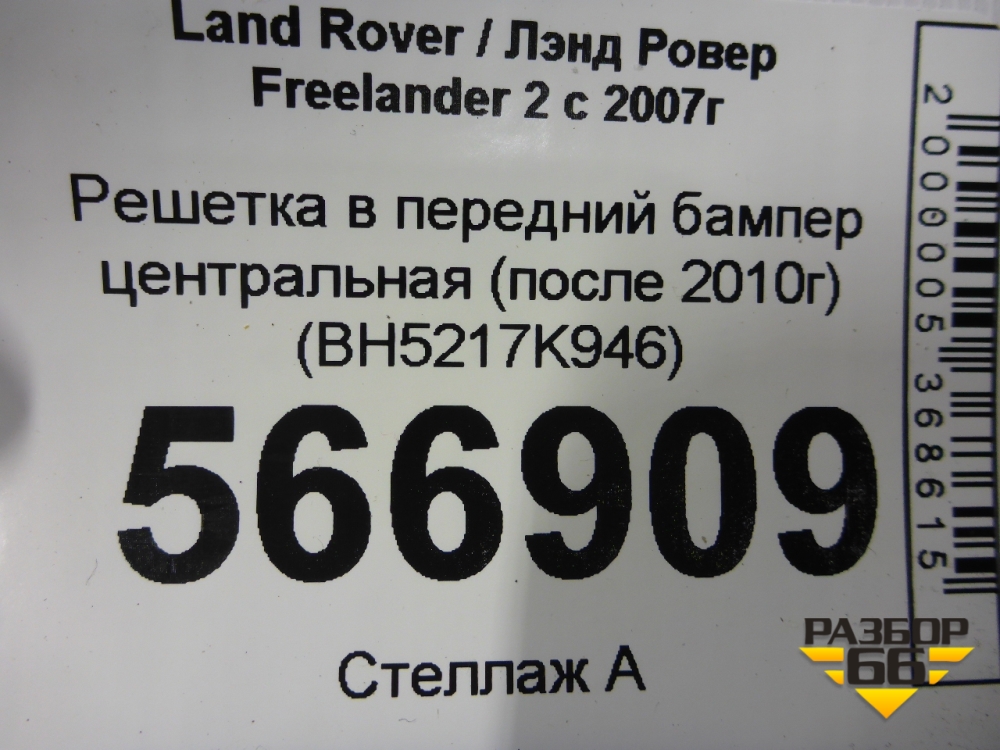 Land Rover / Лэнд Ровер
Freelander 2 с 2007г
Решетка в передний бампер
центральная (после 2010г)
(BH5217K946)
566909
Стеллаж А
2000005368615
РАЗБОР
66